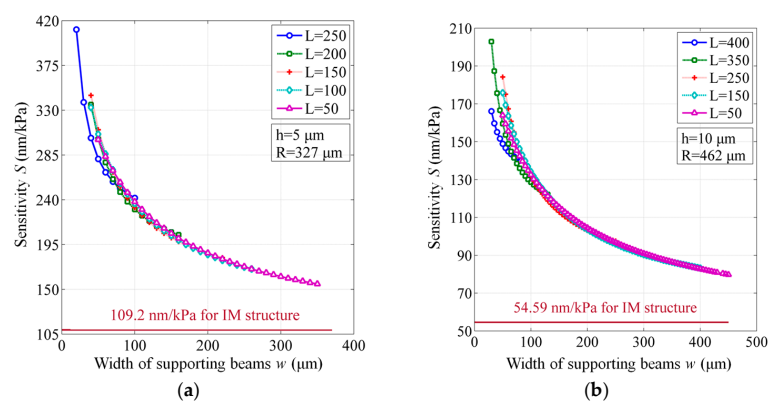 420
375
330
285
240
195
150
105
Sensitivity S (nm/kPa)
L=250
L=200
L=150
L=100
L=50
h=5 μm
R=327 μm
109.2 nm/kPa for IM structure
0
100
200
300
400
Width of supporting beams w (μm)
(a)
210
190
170
150
130
110
90
70
50
Sensitivity S (nm/kPa)
L=400
L=350
L=250
L=150
L=50
h=10 μm
R=462 μm
54.59 nm/kPa for IM structure
0
100
200
300
400
500
Width of supporting beams w (μm)
(b)